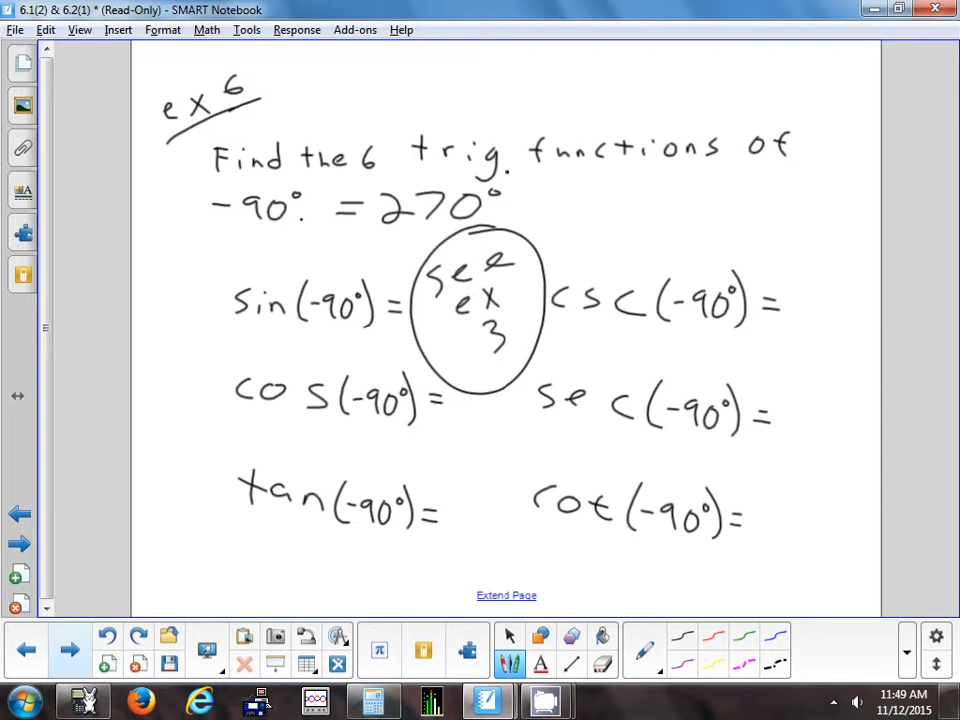 6.1(2) & 6.2(1) * (Read-Only) - SMART Notebook
File Edit View Insert Format Math Tools Response Add-ons Help
ex 6
Find the 6 trig. functions of
-90°. = 270°
see
ex
3
sin(-90°)= csc(-90°)=
cos(-90°)= sec(-90°)=
tan(-90°)= cot(-90°)=
Extend Page
11:49 AM
11/12/2015